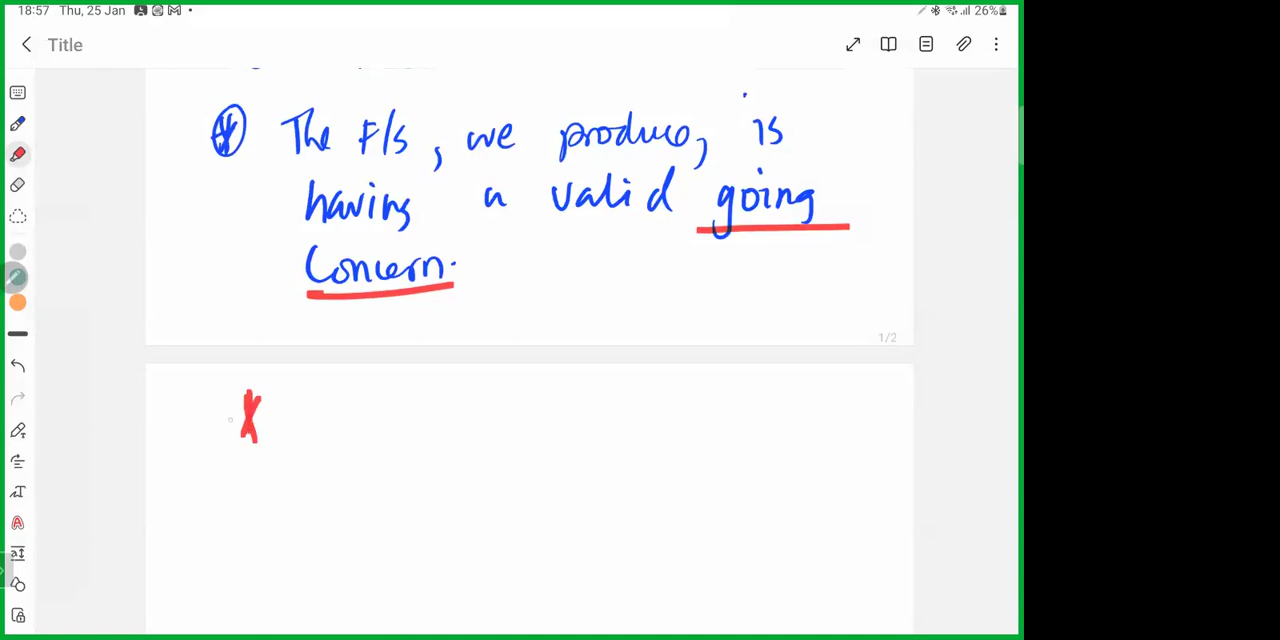 18:57 Thu, 25 Jan
26%
Title
The F/S, we produce, is
having a valid going
Concern.
1/2